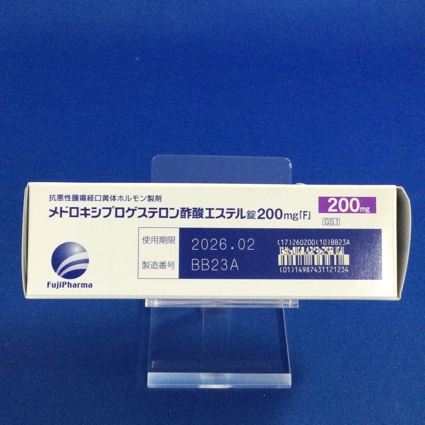 抗悪性腫瘍経口黄体ホルモン製剤
メドロキシプロゲステロン酢酸エステル錠200mg「F」
200mg
GS1
使用期限 2026.02
製造番号 BB23A
(17)260200(10)BB23A
(01)14987431121234
FujiPharma